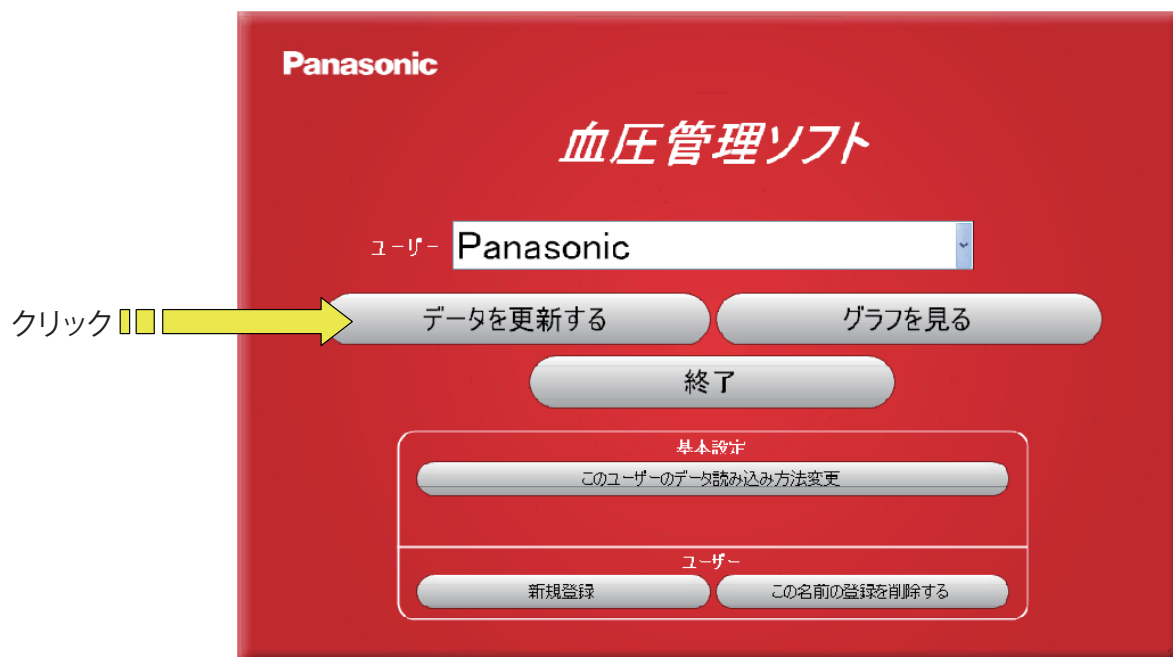 Panasonic
血圧管理ソフト
ユーザー Panasonic
クリック データを更新する グラフを見る
終了
基本設定
このユーザーのデータ読み込み方法変更
ユーザー
新規登録 この名前の登録を削除する